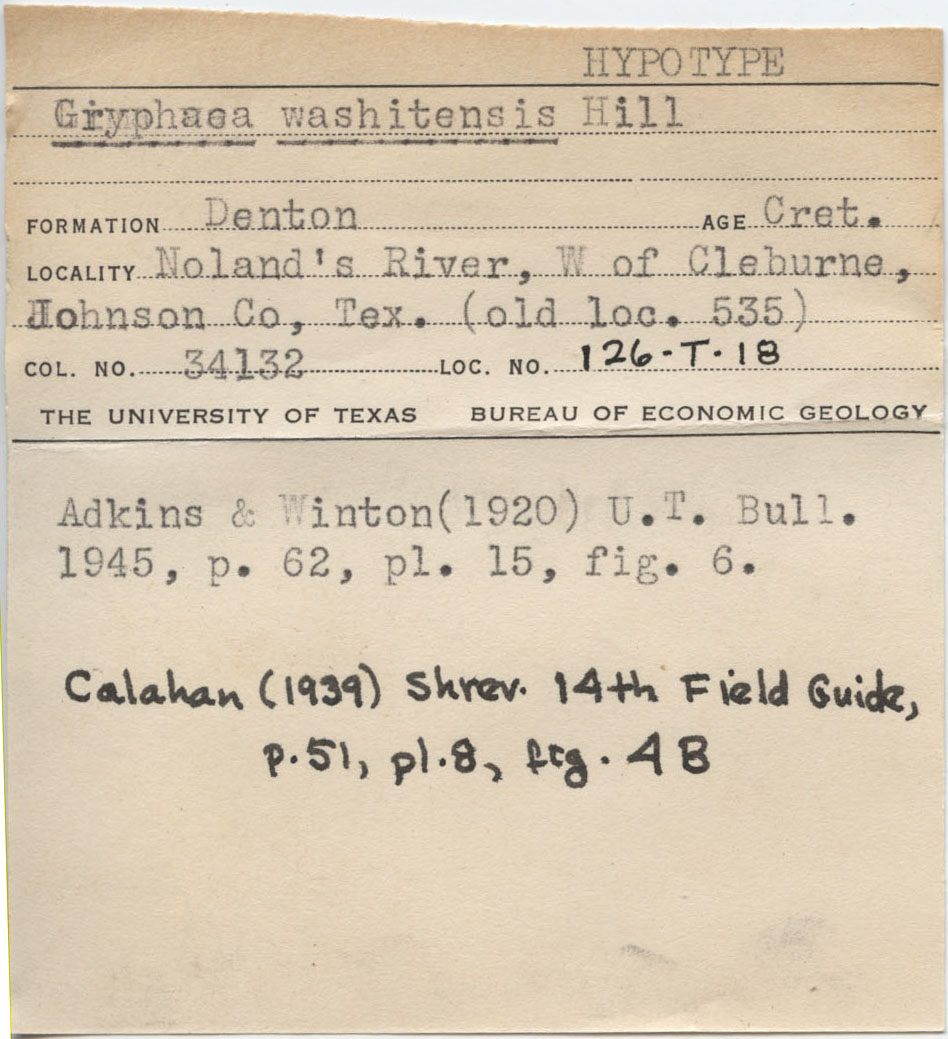 HYPOTYPE
Gryphaea washitensis Hill
FORMATION Denton AGE Cret.
LOCALITY Noland's River, W of Cleburne,
Johnson Co, Tex. (old loc. 535)
COL. NO. 34132 LOC. NO. 126-T-18
THE UNIVERSITY OF TEXAS BUREAU OF ECONOMIC GEOLOGY
Adkins & Winton(1920) U.T. Bull.
1945, p. 62, pl. 15, fig. 6.
Calahan (1939) Shrev. 14th Field Guide,
p.51, pl.8, fig. 4B